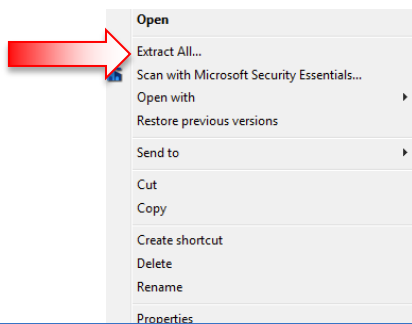 Open
Extract All...
Scan with Microsoft Security Essentials...
Open with
Restore previous versions
Send to
Cut
Copy
Create shortcut
Delete
Rename
Properties